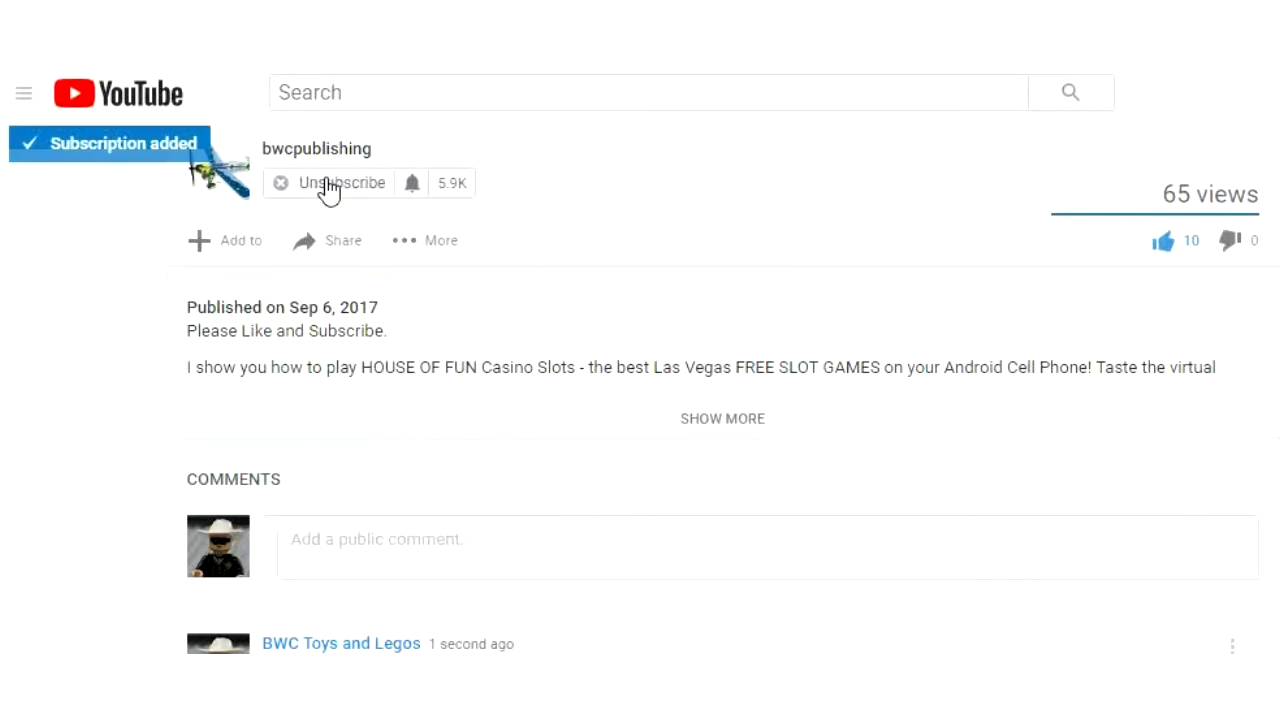 YouTube
Search
Subscription added
bwcpublishing
Unsubscribe 5.9K
65 views
Add to Share More
10 0
Published on Sep 6, 2017
Please Like and Subscribe.
I show you how to play HOUSE OF FUN Casino Slots - the best Las Vegas FREE SLOT GAMES on your Android Cell Phone! Taste the virtual
SHOW MORE
COMMENTS
Add a public comment.
BWC Toys and Legos 1 second ago